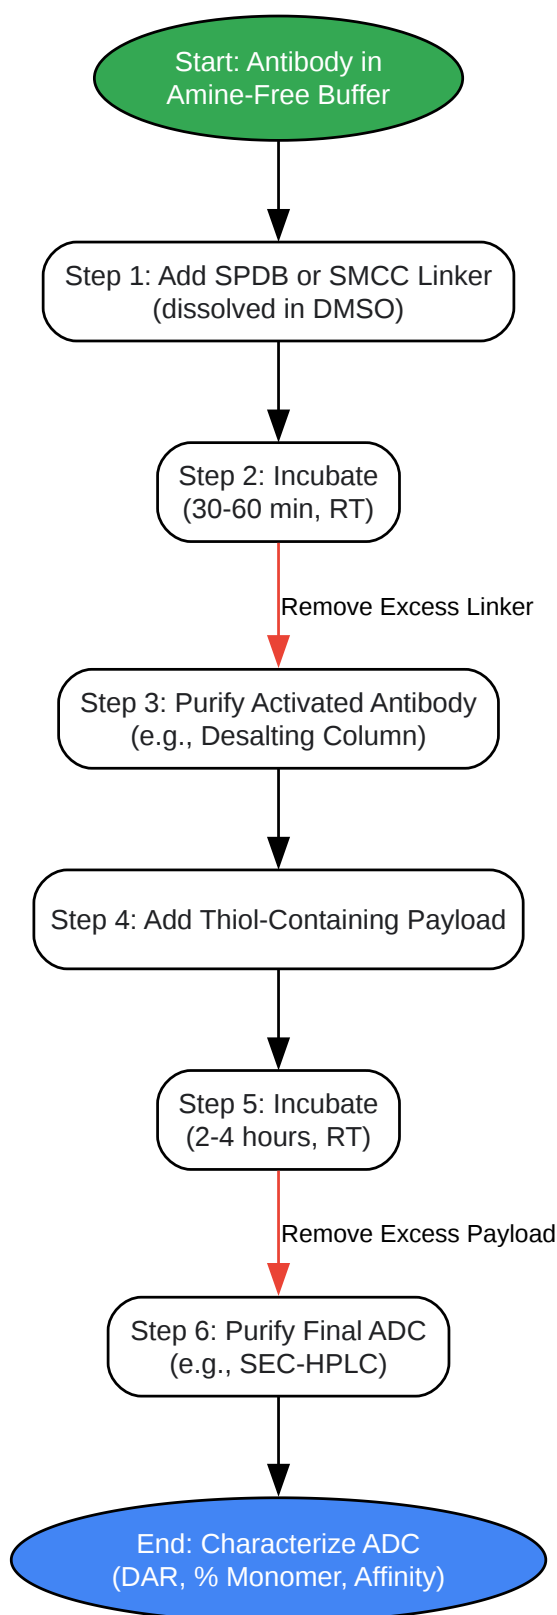 Start: Antibody in
Amine-Free Buffer
Step 1: Add SPDB or SMCC Linker
(dissolved in DMSO)
Step 2: Incubate
(30-60 min, RT)
Remove Excess Linker
Step 3: Purify Activated Antibody
(e.g., Desalting Column)
Step 4: Add Thiol-Containing Payload
Step 5: Incubate
(2-4 hours, RT)
Remove Excess Payload
Step 6: Purify Final ADC
(e.g., SEC-HPLC)
End: Characterize ADC
(DAR, % Monomer, Affinity)